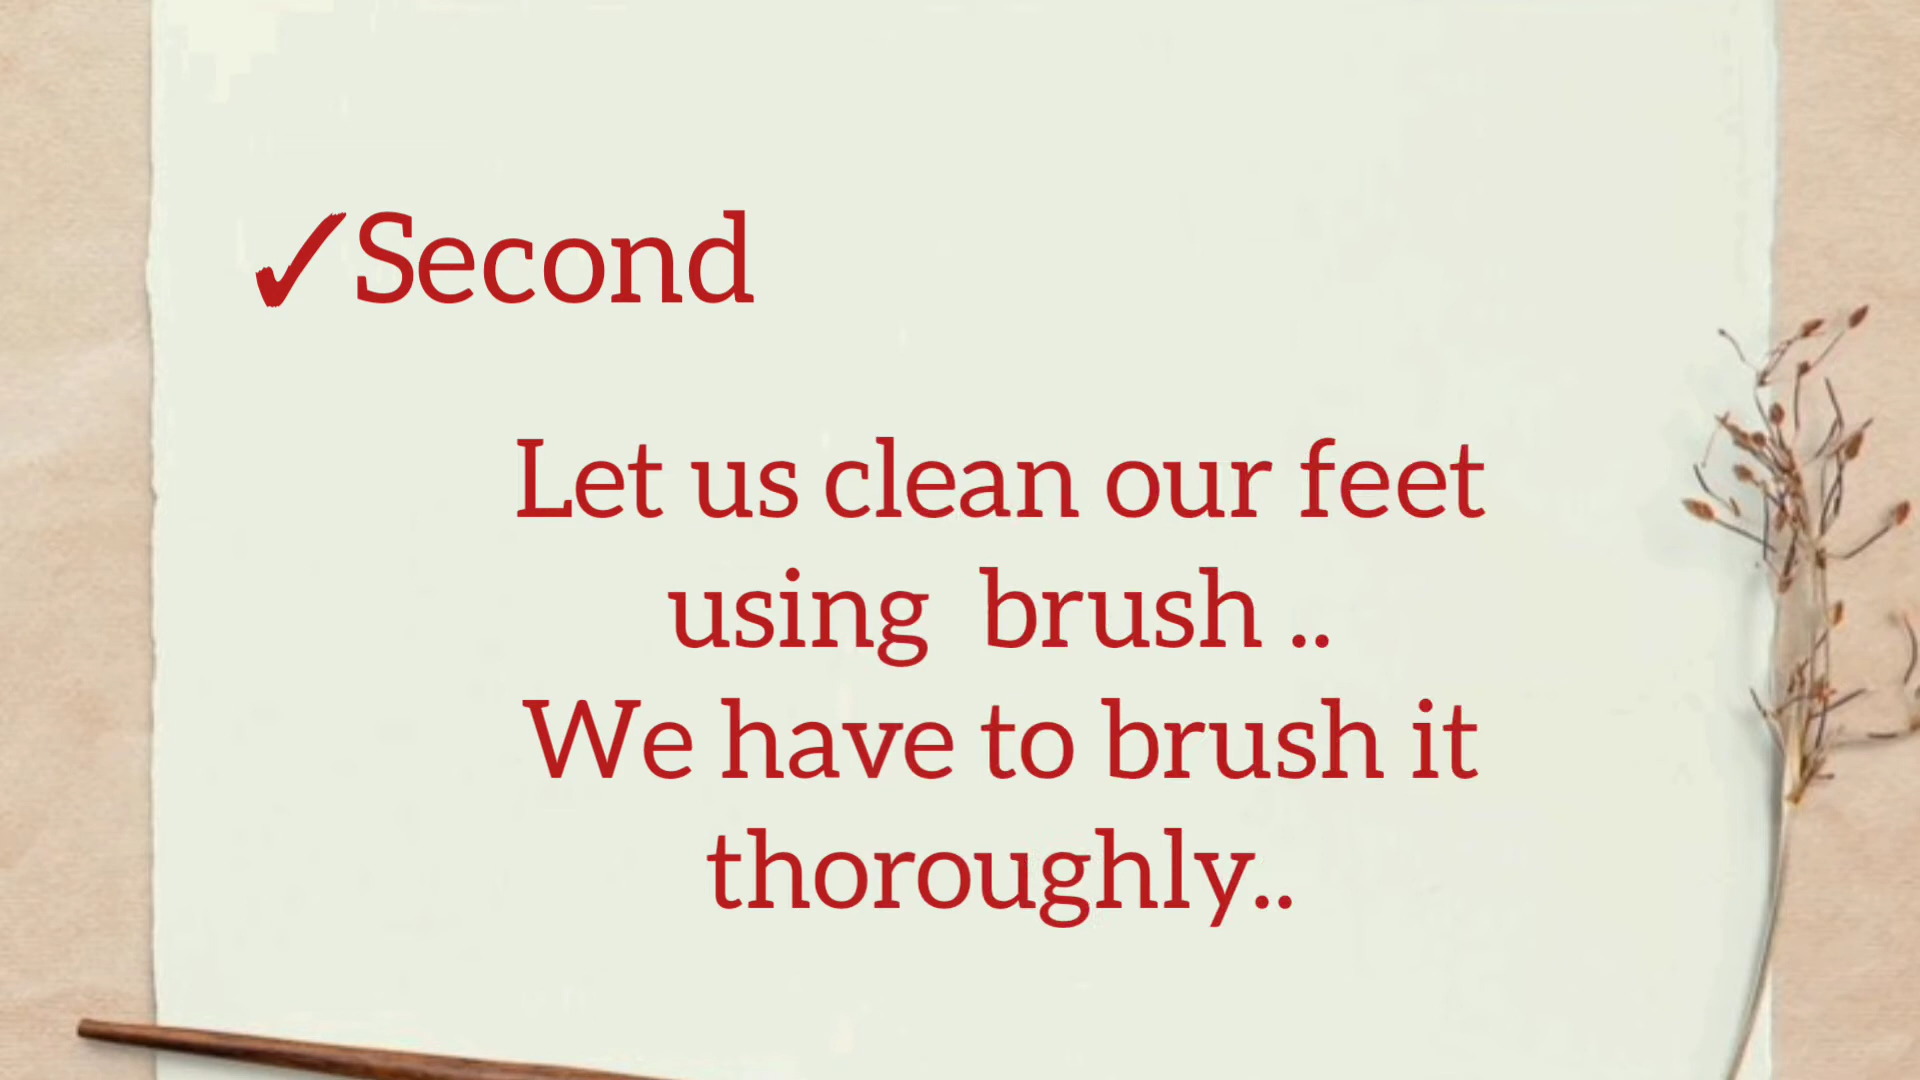 ✓Second
Let us clean our feet
using  brush ..
We have to brush it
thoroughly..